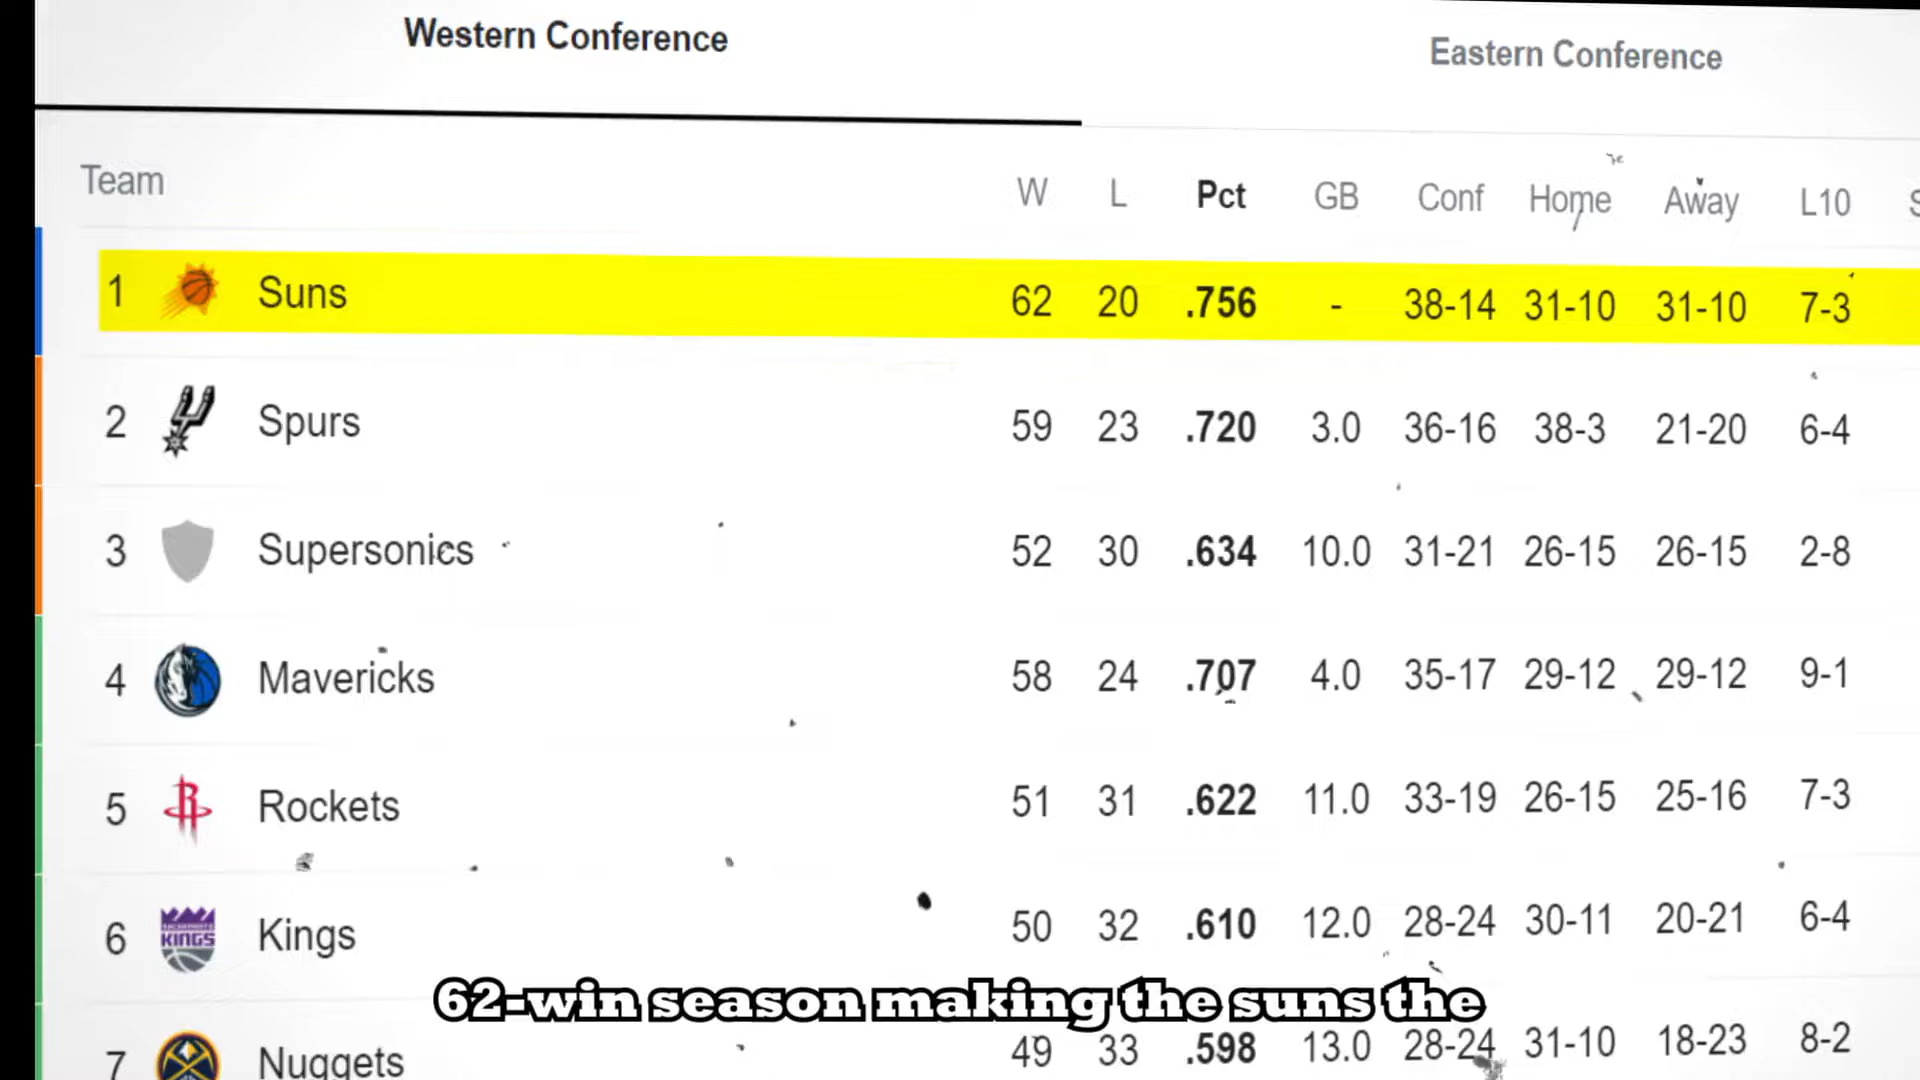 Western Conference Eastern Conference
Team W L Pct GB Conf Home Away L10 S
1 Suns 62 20 .756 - 38-14 31-10 31-10 7-3
2 Spurs 59 23 .720 3.0 36-16 38-3 21-20 6-4
3 Supersonics 52 30 .634 10.0 31-21 26-15 26-15 2-8
4 Mavericks 58 24 .707 4.0 35-17 29-12 29-12 9-1
5 Rockets 51 31 .622 11.0 33-19 26-15 25-16 7-3
6 SACRAMENTO KINGS Kings 50 32 .610 12.0 28-24 30-11 20-21 6-4
62-win season making the suns the
7 Nuggets 49 33 .598 13.0 28-24 31-10 18-23 8-2